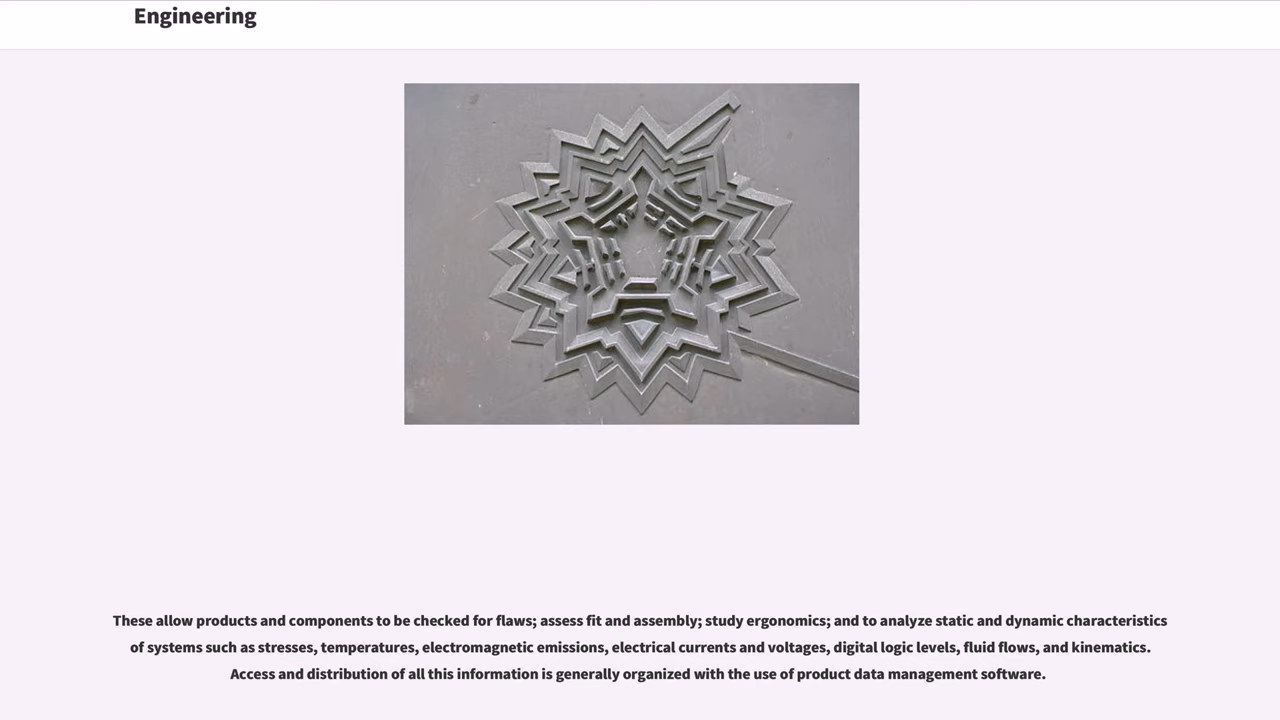 Engineering
These allow products and components to be checked for flaws; assess fit and assembly; study ergonomics; and to analyze static and dynamic characteristics
of systems such as stresses, temperatures, electromagnetic emissions, electrical currents and voltages, digital logic levels, fluid flows, and kinematics.
Access and distribution of all this information is generally organized with the use of product data management software.